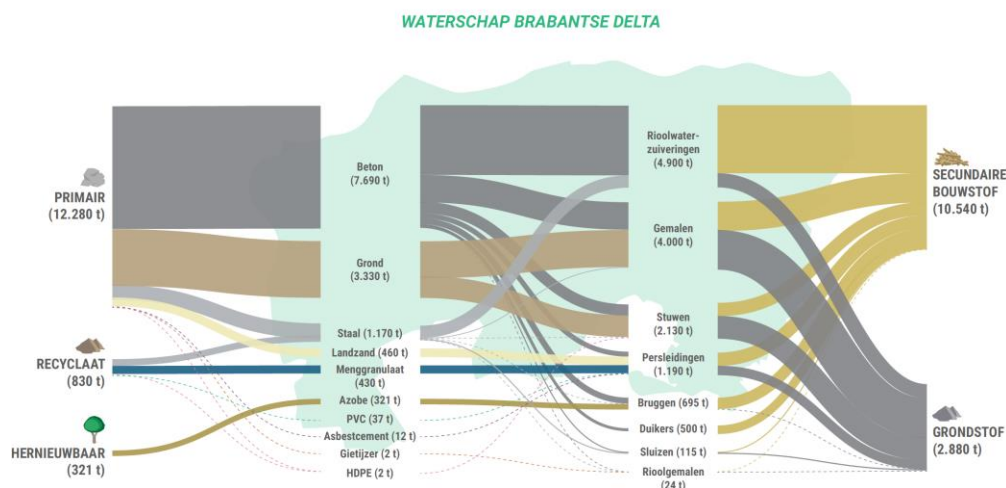 WATERSCHAP BRABANTSE DELTA
PRIMAIR
(12.280 t)
RECYCLAAT
(830 t)
HERNIEUWBAAR
(321 t)
Beton
(7.690 t)
Grond
(3.330 t)
Staal (1.170 t)
Landzand (460 t)
Menggranulaat
(430 t)
Azobe (321 t)
PVC (37 t)
Asbestcement (12 t)
Gietijzer (2 t)
HDPE (2 t)
Rioolwater-
zuiveringen
(4.900 t)
Gemalen
(4.000 t)
Stuwen
(2.130 t)
Persleidingen
(1.190 t)
Bruggen (695 t)
Duikers (500 t)
Sluizen (115 t)
Rioolgemalen
(24 t)
SECUNDAIRE
BOUWSTOF
(10.540 t)
GRONDSTOF
(2.880 t)